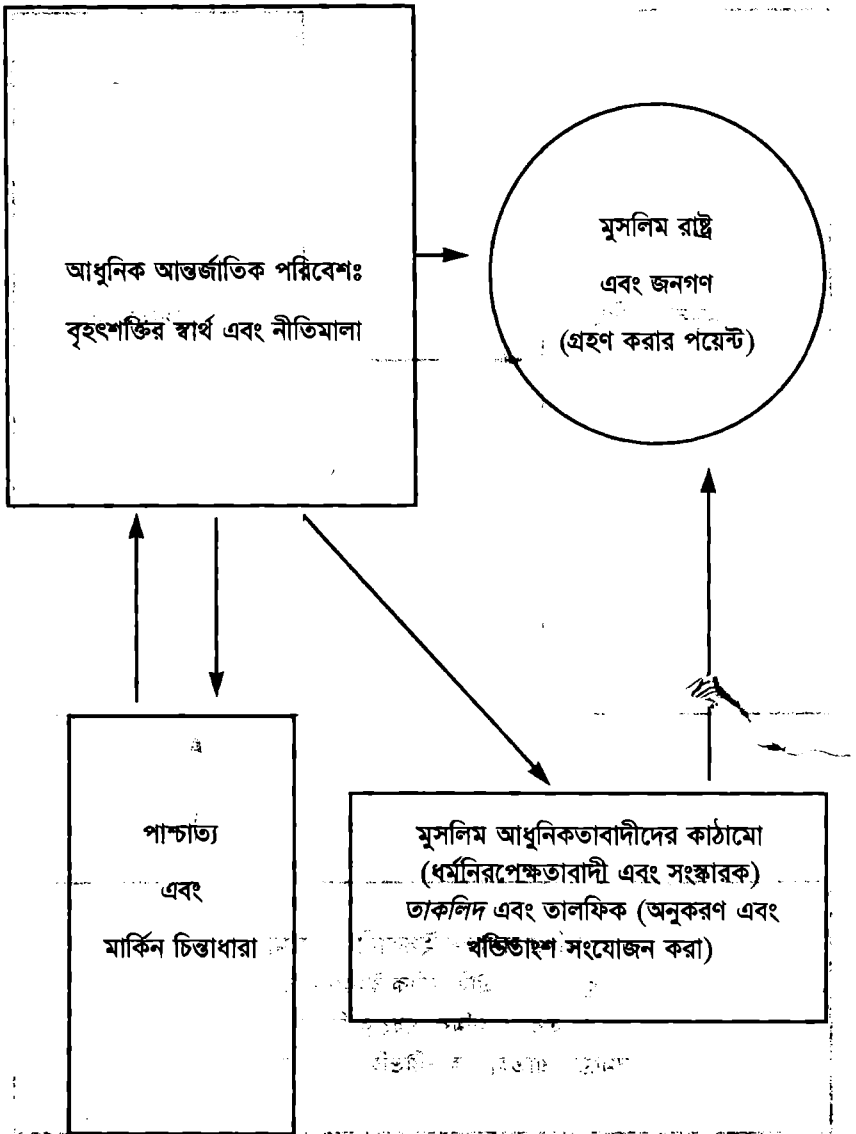 আধুনিক আন্তর্জাতিক পরিবেশঃ
বৃহৎশক্তির স্বার্থ এবং নীতিমালা
মুসলিম রাষ্ট্র
এবং জনগণ
(গ্রহণ করার পয়েন্ট)
পাশ্চাত্য
এবং
মার্কিন চিন্তাধারা
মুসলিম আধুনিকতাবাদীদের কাঠামো
(ধর্মনিরপেক্ষতাবাদী এবং সংস্কারক)
তাকলিদ এবং তালফিক (অনুকরণ এবং
খন্ডিতাংশ সংযোজন করা)